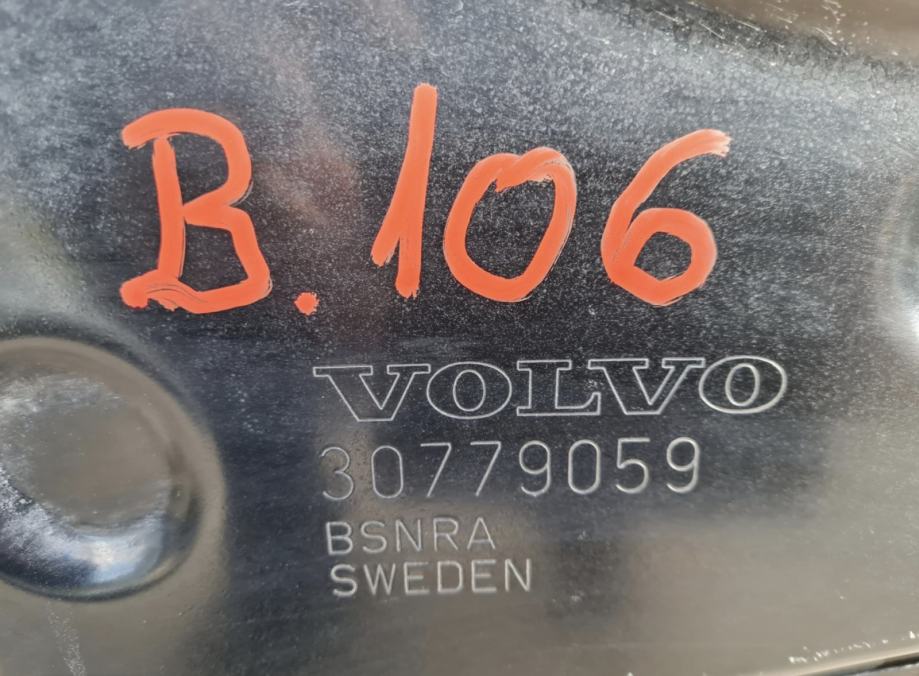 B.106
VOLVO
30779059
BSNRA
SWEDEN